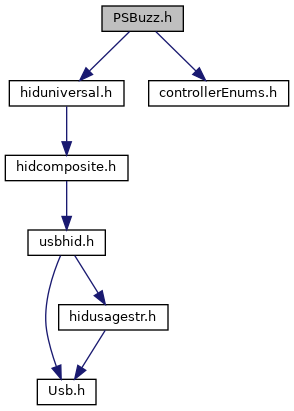 PSBuzz.h
hiduniversal.h
controllerEnums.h
hidcomposite.h
usbhid.h
hidusagestr.h
Usb.h